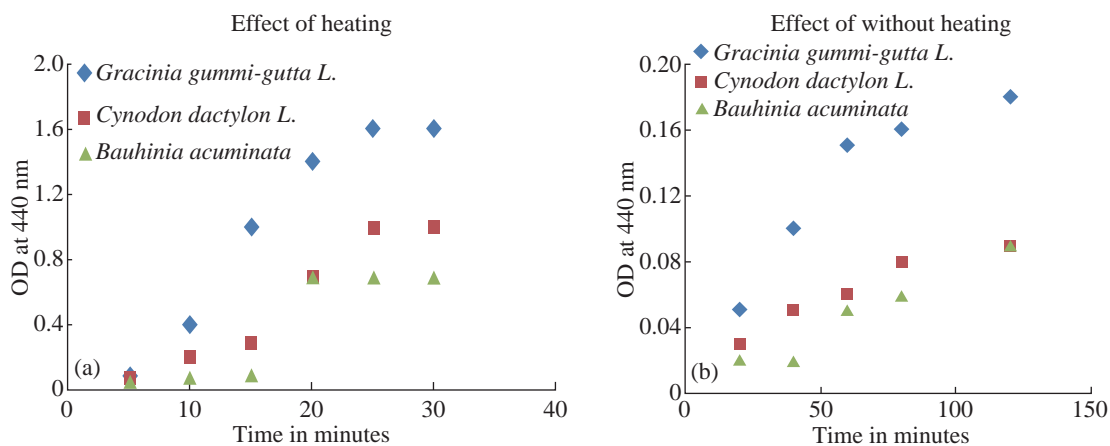 Effect of heating
2.0
1.6
1.2
0.8
0.4
0
OD at 440 nm
Gracinia gummi-gutta L.
Cynodon dactylon L.
Bauhinia acuminata
(a)
0 10 20 30 40
Time in minutes
Effect of without heating
0.20
0.16
0.12
0.08
0.04
0
OD at 440 nm
Gracinia gummi-gutta L.
Cynodon dactylon L.
Bauhinia acuminata
(b)
0 50 100 150
Time in minutes